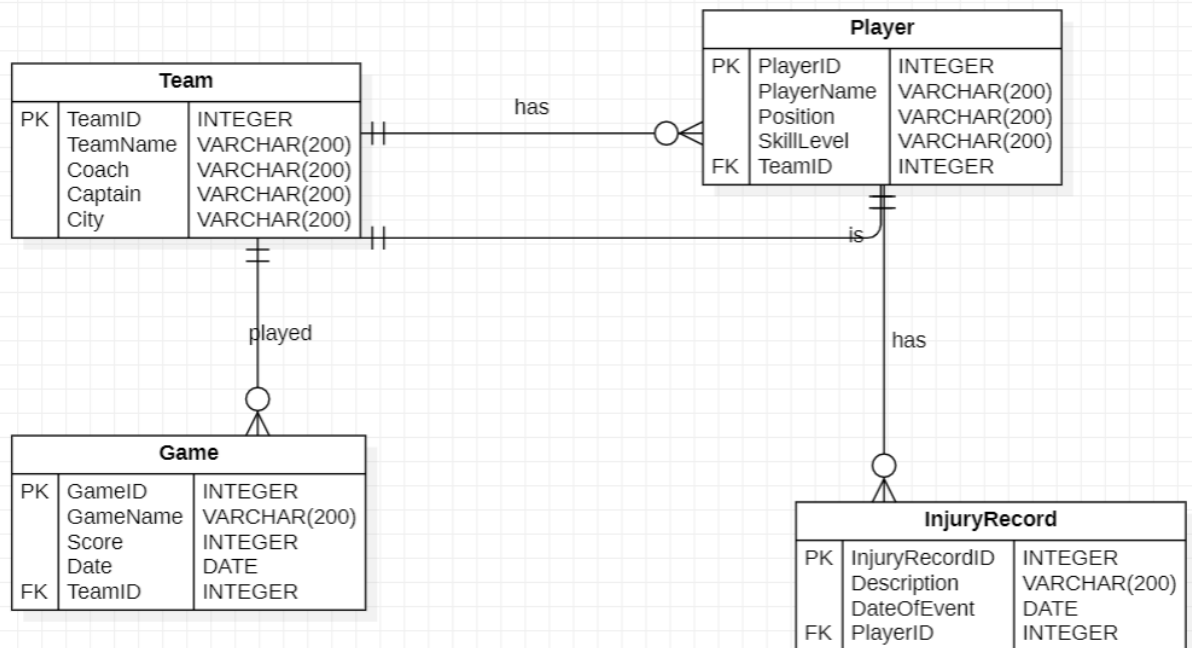 Player
PK PlayerID INTEGER
PlayerName VARCHAR(200)
Position VARCHAR(200)
SkillLevel VARCHAR(200)
FK TeamID INTEGER
Team
PK TeamID INTEGER
TeamName VARCHAR(200)
Coach VARCHAR(200)
Captain VARCHAR(200)
City VARCHAR(200)
has
is
played
has
Game
PK GameID INTEGER
GameName VARCHAR(200)
Score INTEGER
Date DATE
FK TeamID INTEGER
InjuryRecord
PK InjuryRecordID INTEGER
Description VARCHAR(200)
DateOfEvent DATE
FK PlayerID INTEGER